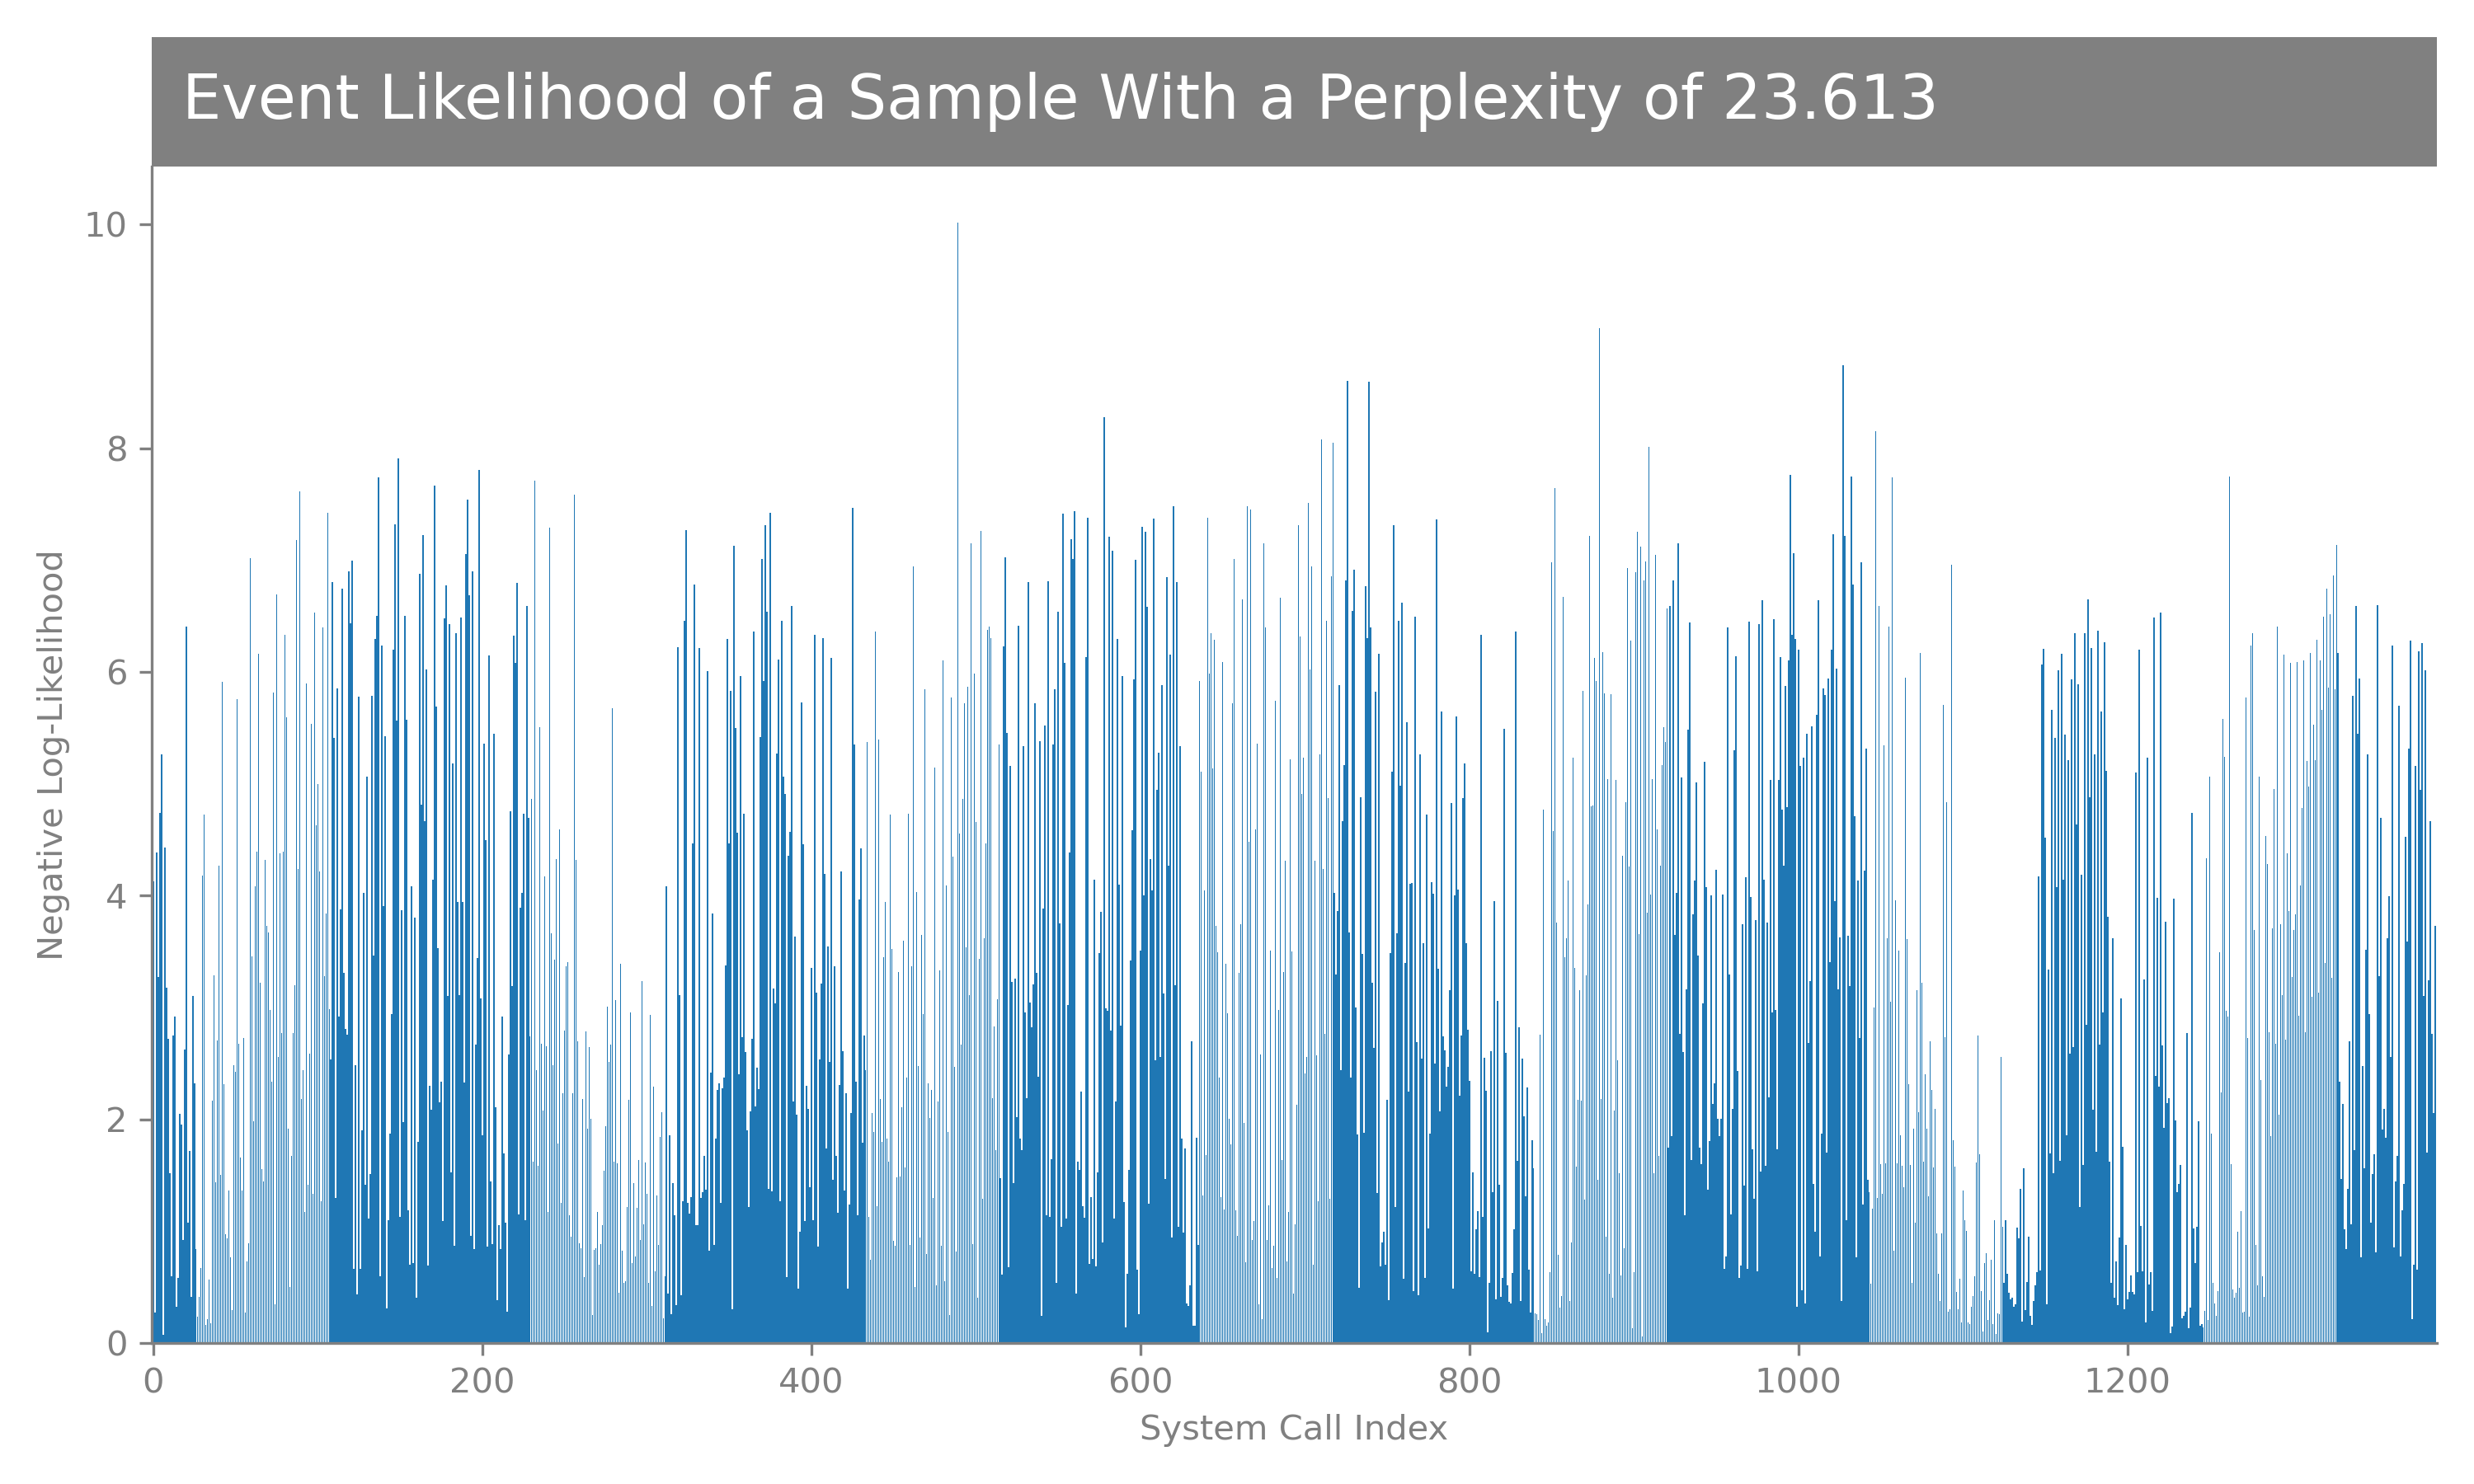 Event Likelihood of a Sample With a Perplexity of 23.613
10
8
6
4
2
0
Negative Log-Likelihood
0 200 400 600 800 1000 1200
System Call Index